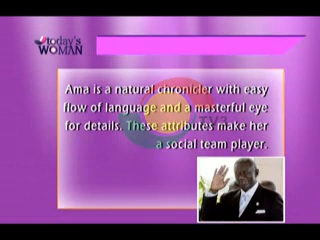 today's
WOMAN
Ama is a natural chronicler with easy
flow of language and a masterful eye
for details. These attributes make her
a social team player.
TV3